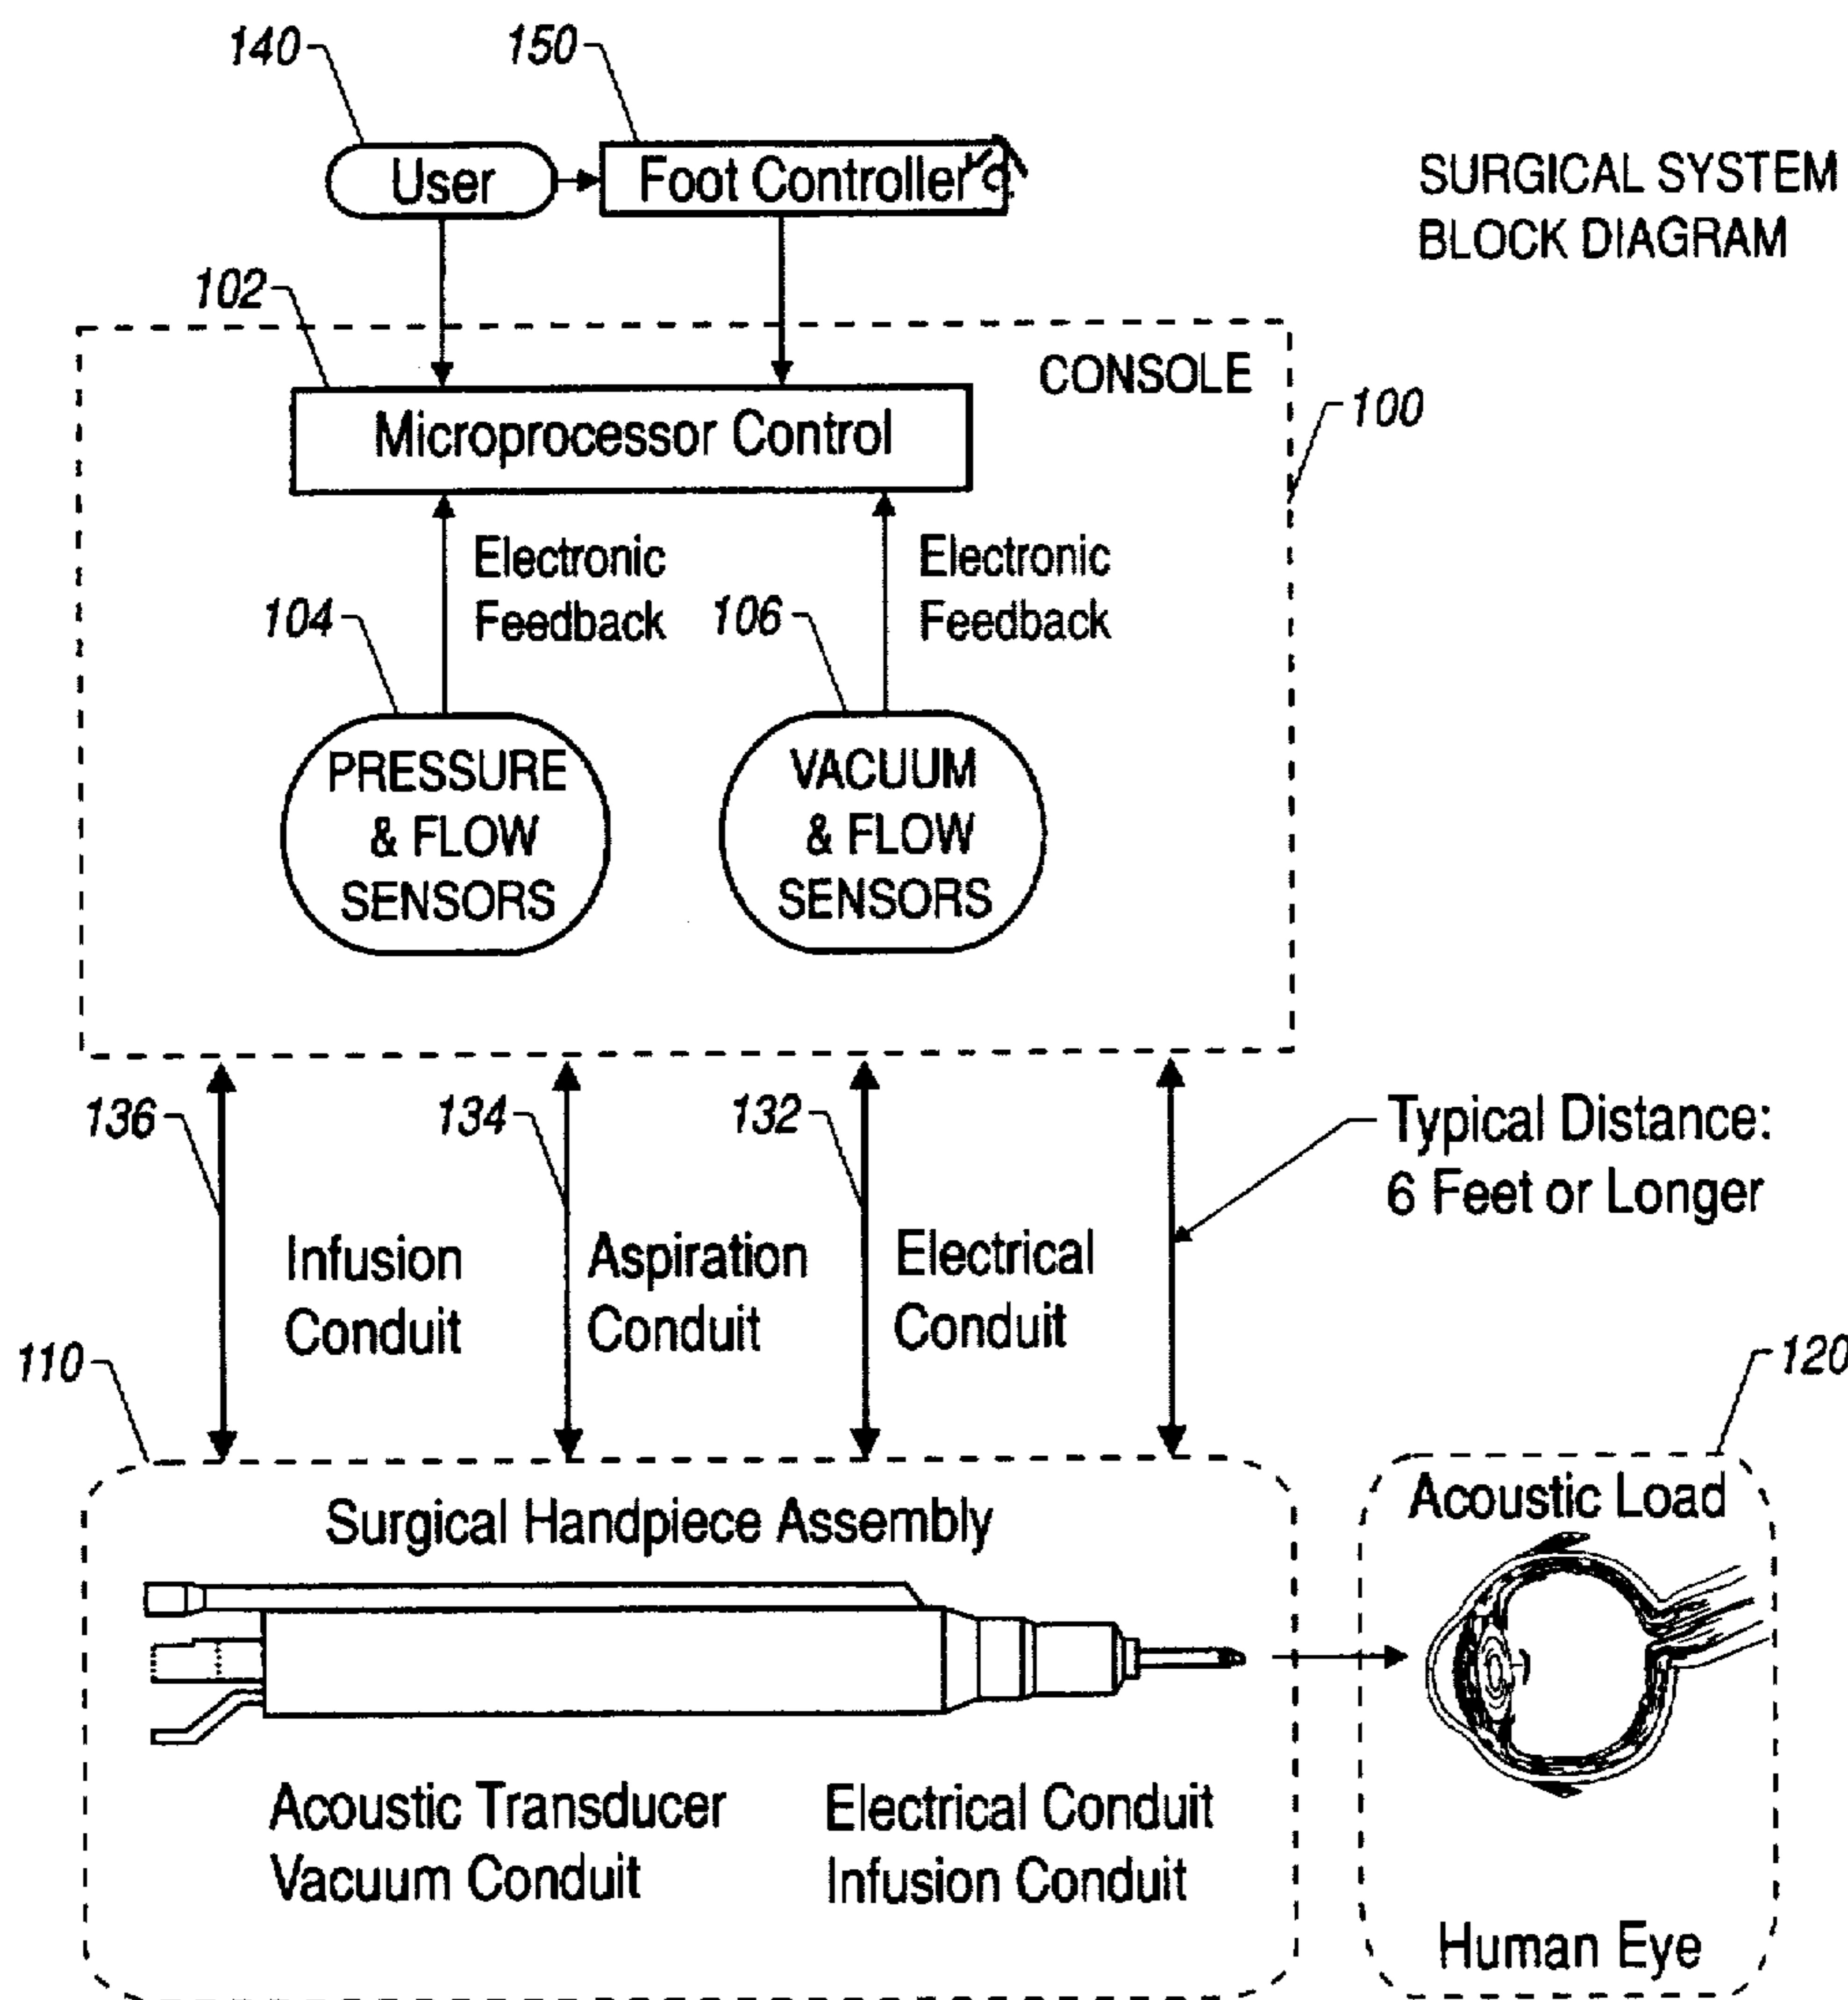 140
150
User
Foot Controller
SURGICAL SYSTEM
BLOCK DIAGRAM
102
CONSOLE
100
Microprocessor Control
Electronic
Feedback
Electronic
Feedback
104
106
PRESSURE
& FLOW
SENSORS
VACUUM
& FLOW
SENSORS
136
134
132
Typical Distance:
6 Feet or Longer
Infusion
Conduit
Aspiration
Conduit
Electrical
Conduit
110
120
Surgical Handpiece Assembly
Acoustic Load
Acoustic Transducer
Vacuum Conduit
Electrical Conduit
Infusion Conduit
Human Eye